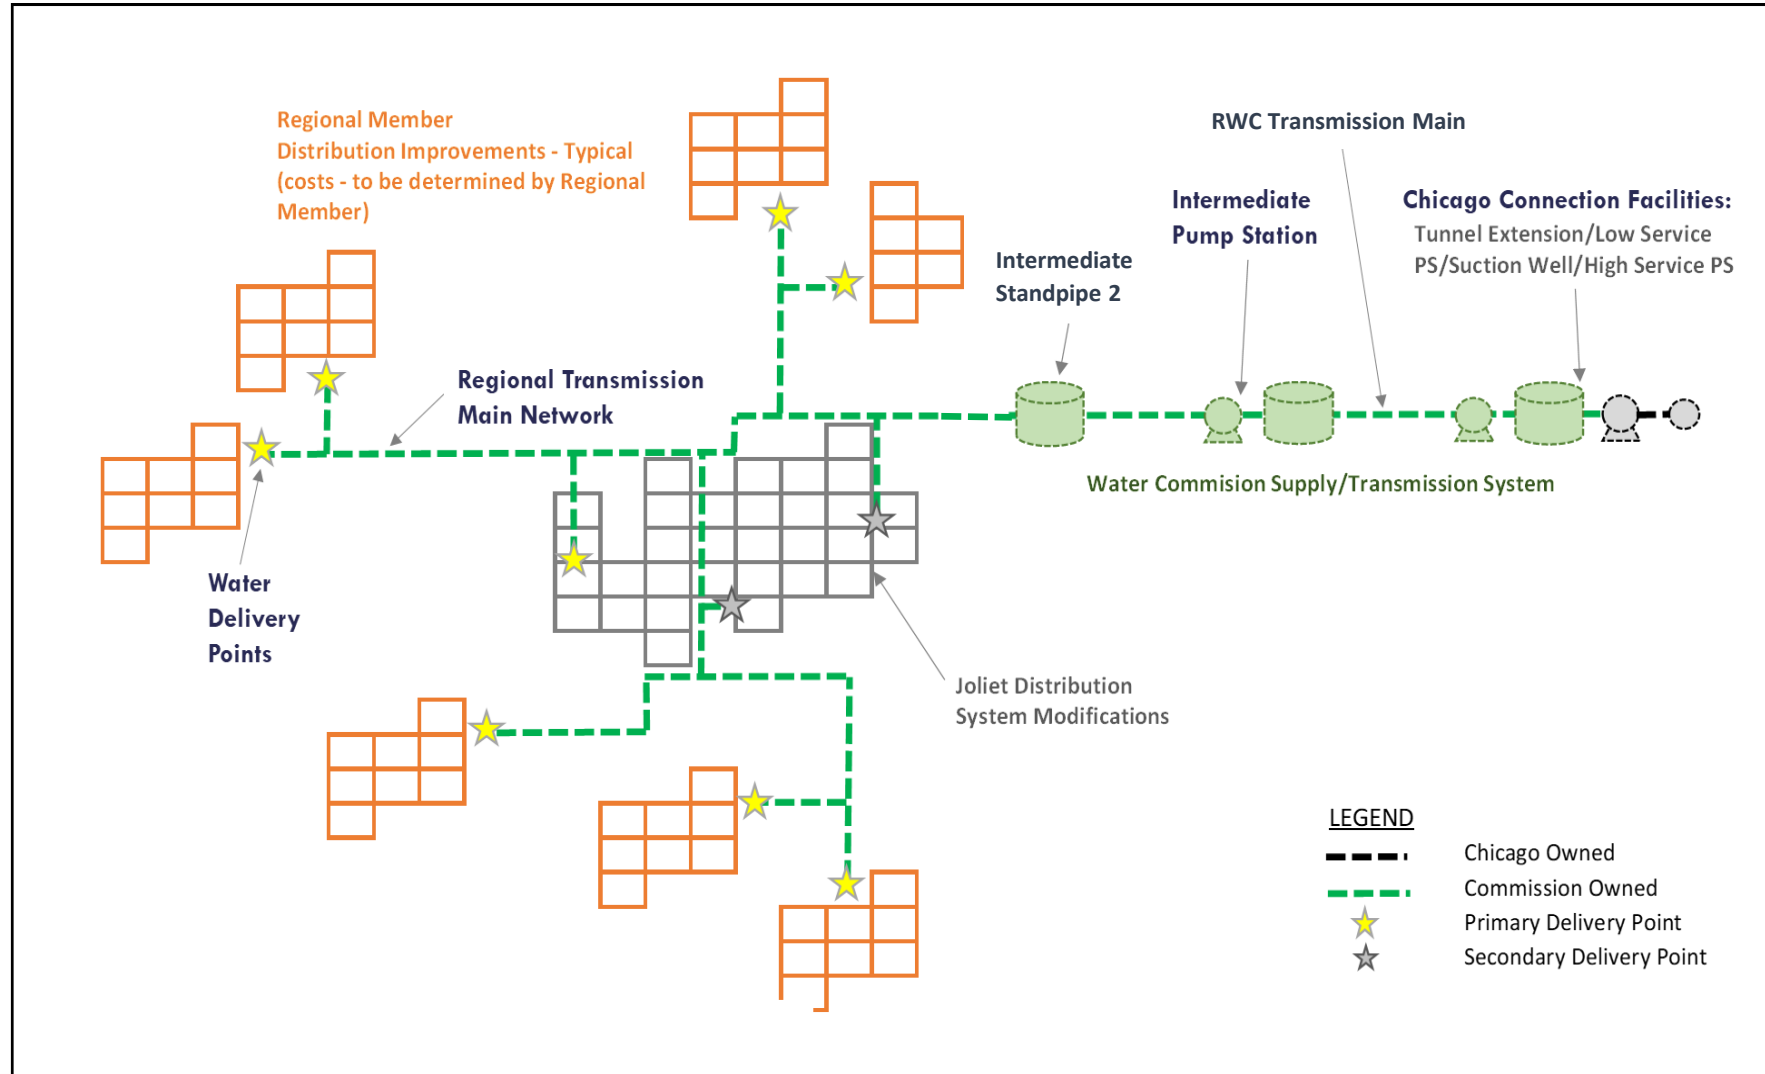 Regional Member
Distribution Improvements - Typical
(costs - to be determined by Regional
Member)
RWC Transmission Main
Intermediate
Pump Station
Chicago Connection Facilities:
Tunnel Extension/Low Service
PS/Suction Well/High Service PS
Intermediate
Standpipe 2
Regional Transmission
Main Network
Water Commision Supply/Transmission System
Water
Delivery
Points
Joliet Distribution
System Modifications
LEGEND
Chicago Owned
Commission Owned
Primary Delivery Point
Secondary Delivery Point